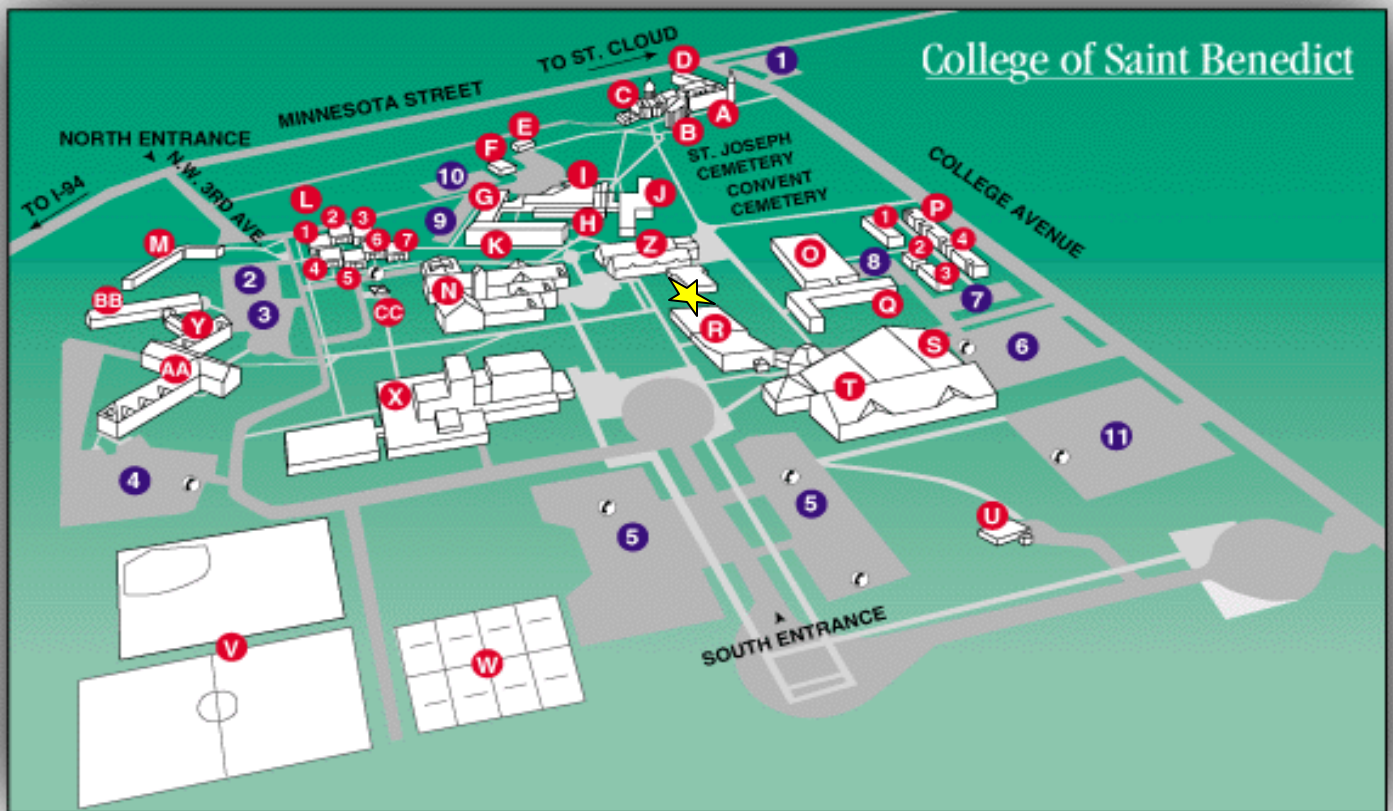 College of Saint Benedict
TO ST. CLOUD
MINNESOTA STREET
NORTH ENTRANCE
N.W. 3RD AVE
TO I-94
D
1
C
A
B
E
F
ST. JOSEPH
CEMETERY
CONVENT
CEMETERY
COLLEGE AVENUE
10
I
G
J
9
H
K
L
1
2
3
6
7
4
5
M
2
3
BB
Y
AA
CC
N
Z
O
8
1
P
2
4
3
7
Q
R
S
6
T
X
4
11
5
5
U
SOUTH ENTRANCE
V
W